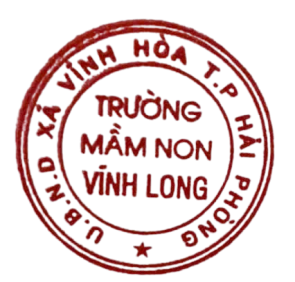 U.B.N.D XÃ VĨNH HÒA T.P HẢI PHÒNG
TRƯỜNG
MẦM NON
VĨNH LONG